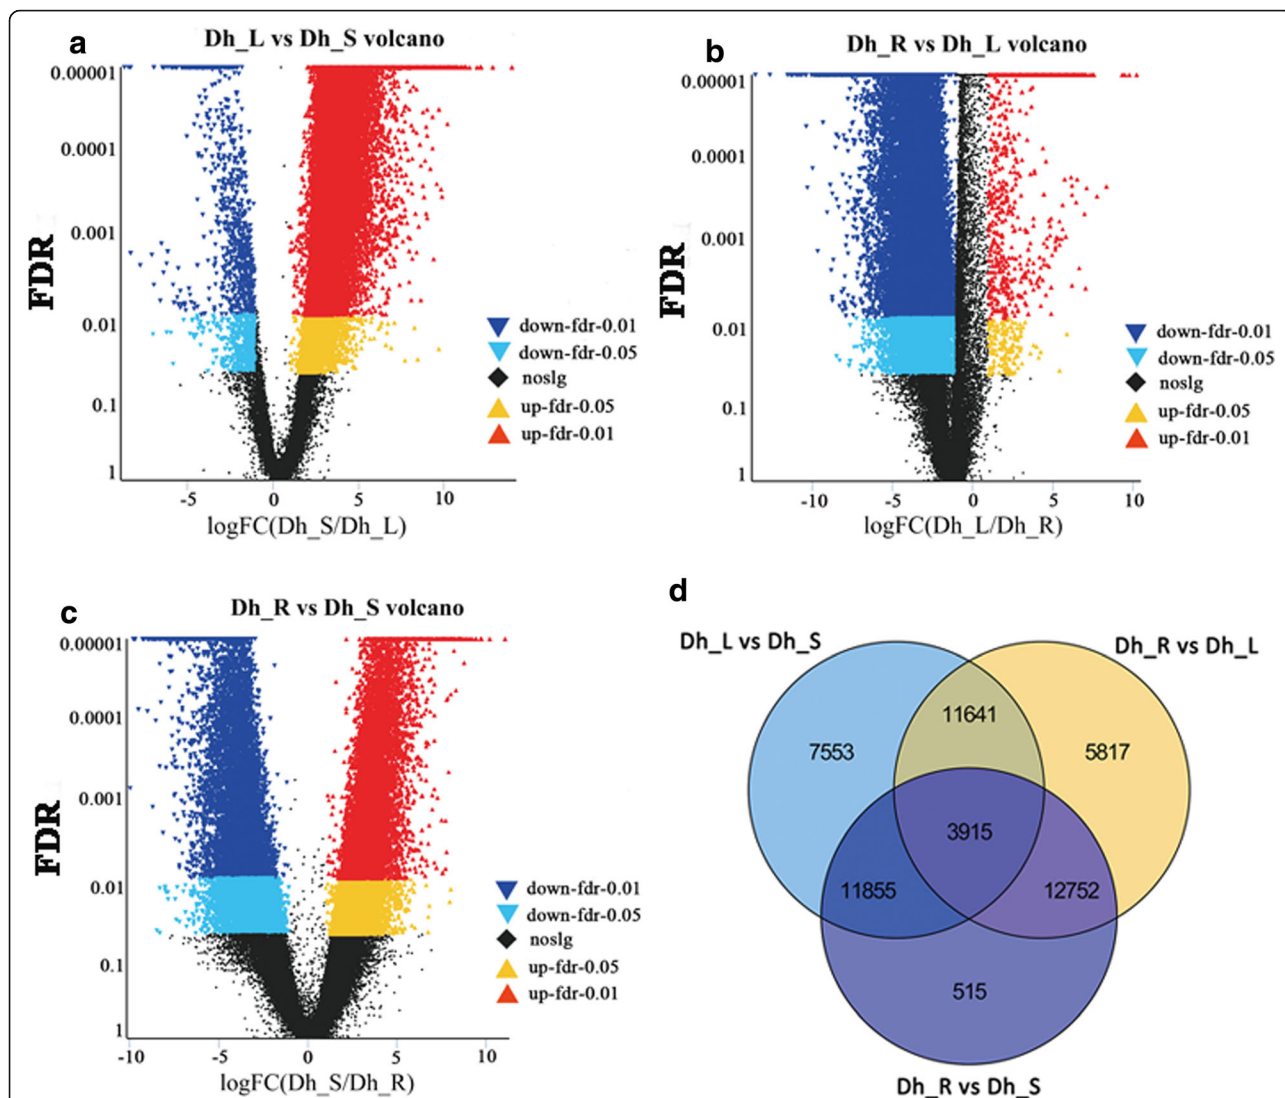 a
Dh_L vs Dh_S volcano
0.00001
0.0001
0.001
0.01
0.1
1
FDR
-5
0
5
10
logFC(Dh_S/Dh_L)
down-fdr-0.01
down-fdr-0.05
noslg
up-fdr-0.05
up-fdr-0.01
b
Dh_R vs Dh_L volcano
0.00001
0.0001
0.001
0.01
0.1
1
FDR
-10
-5
0
5
10
logFC(Dh_L/Dh_R)
down-fdr-0.01
down-fdr-0.05
noslg
up-fdr-0.05
up-fdr-0.01
c
Dh_R vs Dh_S volcano
0.00001
0.0001
0.001
0.01
0.1
1
FDR
-10
-5
0
5
10
logFC(Dh_S/Dh_R)
down-fdr-0.01
down-fdr-0.05
noslg
up-fdr-0.05
up-fdr-0.01
d
Dh_L vs Dh_S
Dh_R vs Dh_L
11641
7553
5817
3915
11855
12752
515
Dh_R vs Dh_S